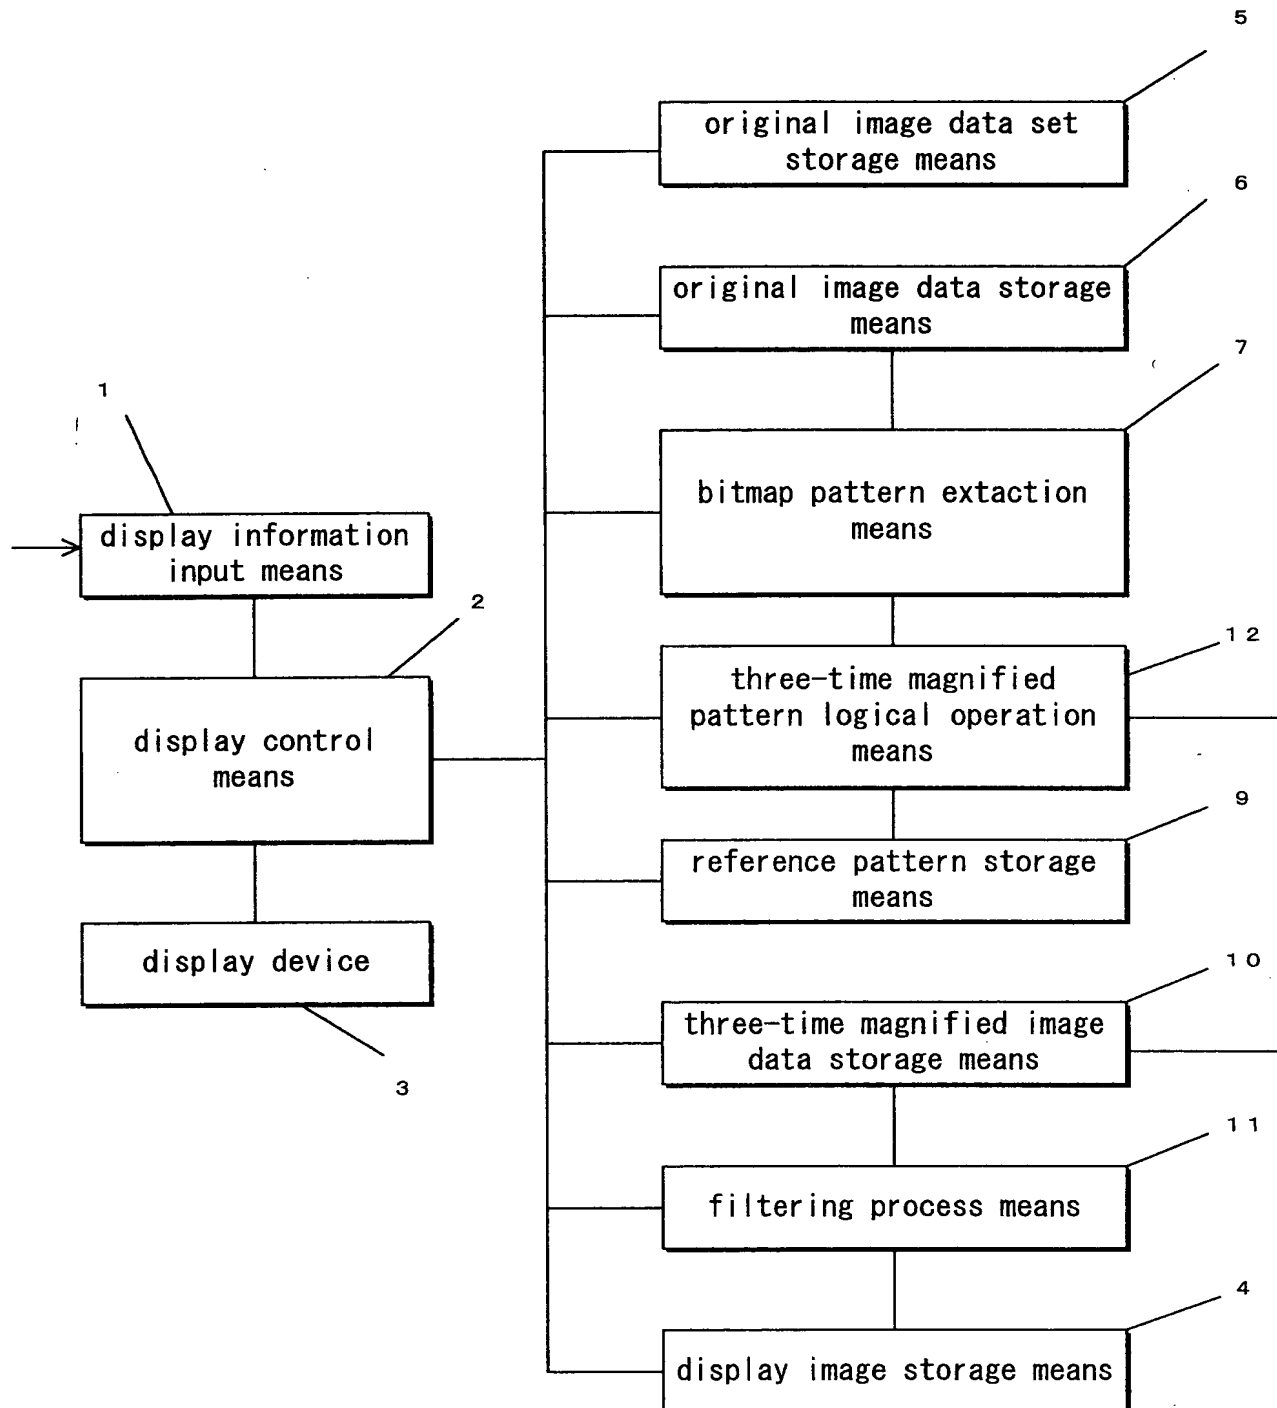 5
original image data set
storage means
6
original image data storage
means
7
bitmap pattern extaction
means
1
display information
input means
2
display control
means
display device
3
12
three-time magnified
pattern logical operation
means
9
reference pattern storage
means
10
three-time magnified image
data storage means
11
filtering process means
4
display image storage means